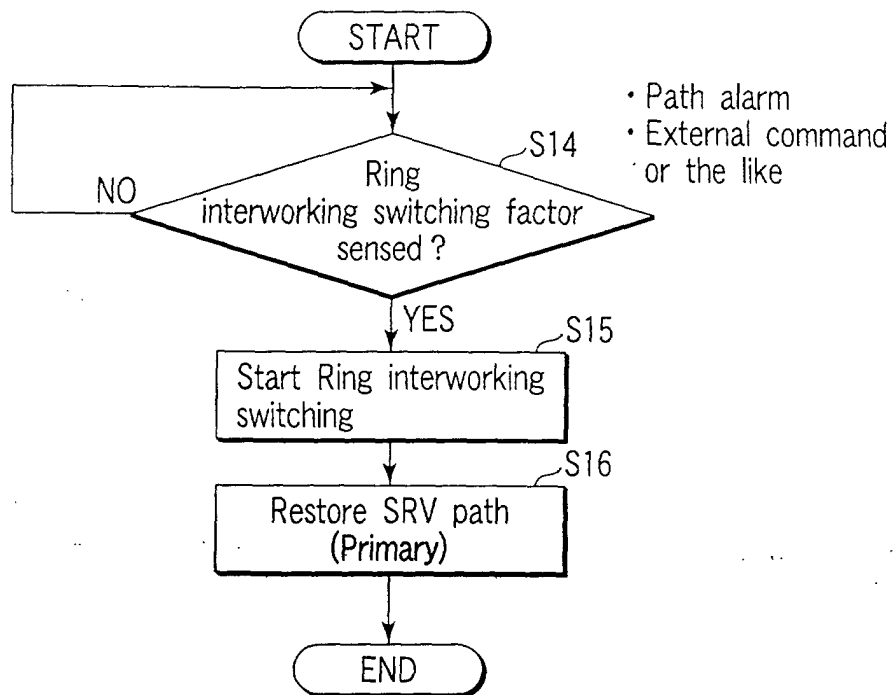 START
· Path alarm
· External command
or the like
S14
Ring
interworking switching factor
sensed ?
NO
YES
S15
Start Ring interworking
switching
S16
Restore SRV path
(Primary)
END